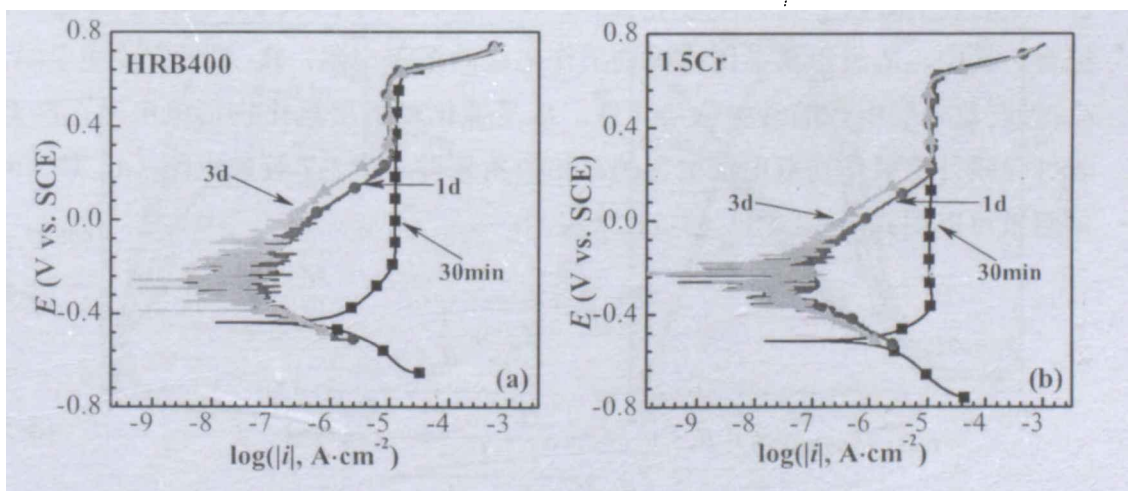 HRB400
3d
1d
30min
(a)
0.8
0.4
0.0
-0.4
-0.8
E (V vs. SCE)
-9 -8 -7 -6 -5 -4 -3
log(|i|, A·cm⁻²)
1.5Cr
3d
1d
30min
(b)
0.8
0.4
0.0
-0.4
-0.8
E (V vs. SCE)
-9 -8 -7 -6 -5 -4 -3
log(|i|, A·cm⁻²)